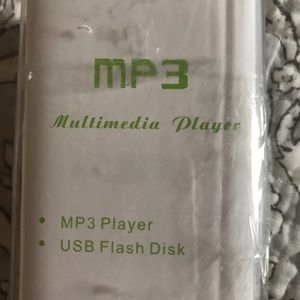 MP3
Multimedia Player
• MP3 Player
• USB Flash Disk